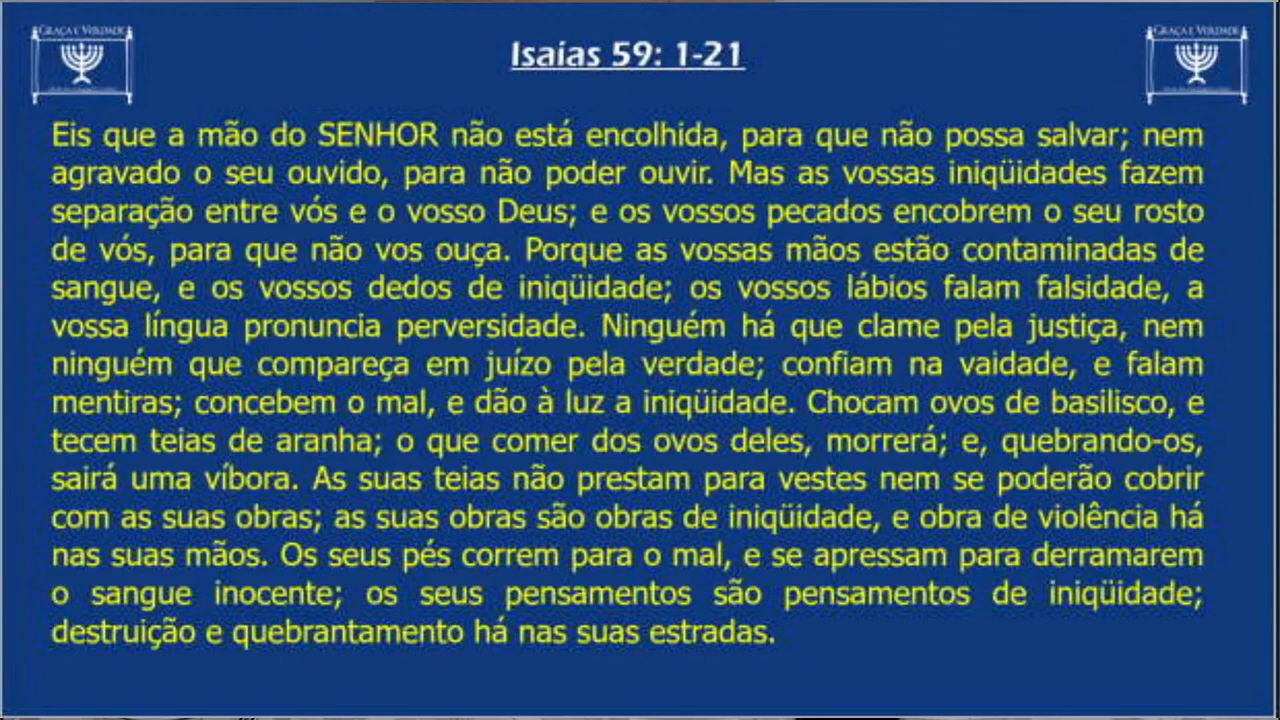 GRAÇA E VERDADE
Isaías 59: 1-21
GRAÇA E VERDADE
Eis que a mão do SENHOR não está encolhida, para que não possa salvar; nem
agravado o seu ouvido, para não poder ouvir. Mas as vossas iniqüidades fazem
separação entre vós e o vosso Deus; e os vossos pecados encobrem o seu rosto
de vós, para que não vos ouça. Porque as vossas mãos estão contaminadas de
sangue, e os vossos dedos de iniqüidade; os vossos lábios falam falsidade, a
vossa língua pronuncia perversidade. Ninguém há que clame pela justiça, nem
ninguém que compareça em juízo pela verdade; confiam na vaidade, e falam
mentiras; concebem o mal, e dão à luz a iniqüidade. Chocam ovos de basilisco, e
tecem teias de aranha; o que comer dos ovos deles, morrerá; e, quebrando-os,
sairá uma víbora. As suas teias não prestam para vestes nem se poderão cobrir
com as suas obras; as suas obras são obras de iniqüidade, e obra de violência há
nas suas mãos. Os seus pés correm para o mal, e se apressam para derramarem
o sangue inocente; os seus pensamentos são pensamentos de iniqüidade;
destruição e quebrantamento há nas suas estradas.